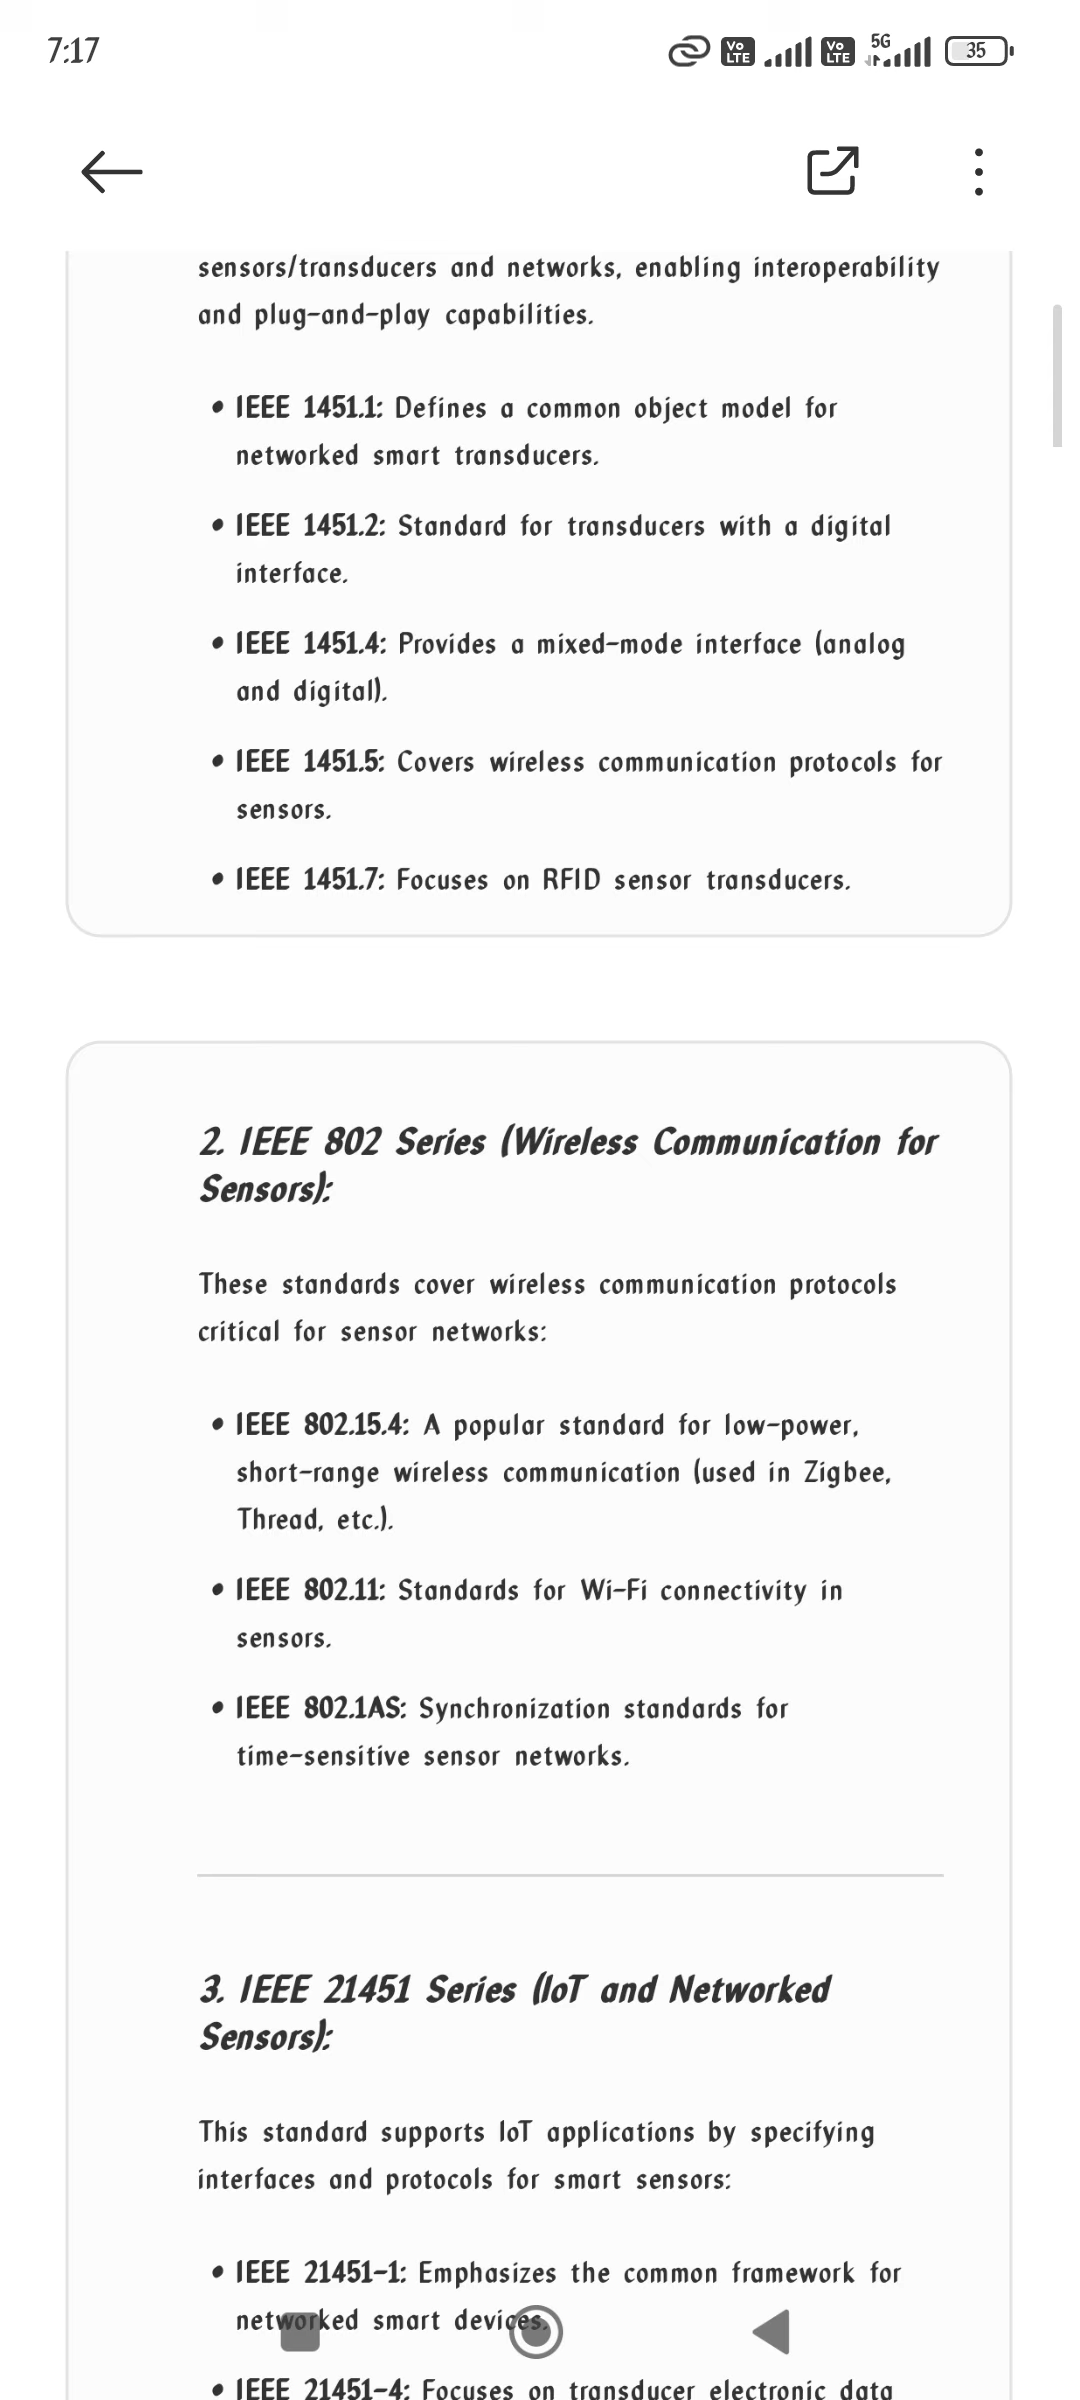 7:17
Vo
LTE
Vo
LTE
5G
35
sensors/transducers and networks, enabling interoperability
and plug-and-play capabilities.
• IEEE 1451.1: Defines a common object model for
networked smart transducers.
• IEEE 1451.2: Standard for transducers with a digital
interface.
• IEEE 1451.4: Provides a mixed-mode interface (analog
and digital).
• IEEE 1451.5: Covers wireless communication protocols for
sensors.
• IEEE 1451.7: Focuses on RFID sensor transducers.
2. IEEE 802 Series (Wireless Communication for
Sensors):
These standards cover wireless communication protocols
critical for sensor networks:
• IEEE 802.15.4: A popular standard for low-power,
short-range wireless communication (used in Zigbee,
Thread, etc.).
• IEEE 802.11: Standards for Wi-Fi connectivity in
sensors.
• IEEE 802.1AS: Synchronization standards for
time-sensitive sensor networks.
3. IEEE 21451 Series (IoT and Networked
Sensors):
This standard supports IoT applications by specifying
interfaces and protocols for smart sensors:
• IEEE 21451-1: Emphasizes the common framework for
networked smart devices.
• IEEE 21451-4: Focuses on transducer electronic data